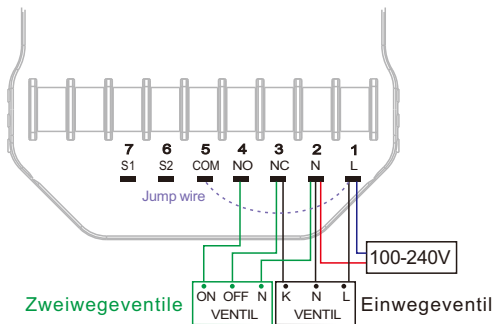 7 6 5 4 3 2 1
S1 S2 COM NO NC N L
Jump wire
100-240V
Zweiwegeventile
ON OFF N
VENTIL
K N L
VENTIL
Einwegeventil